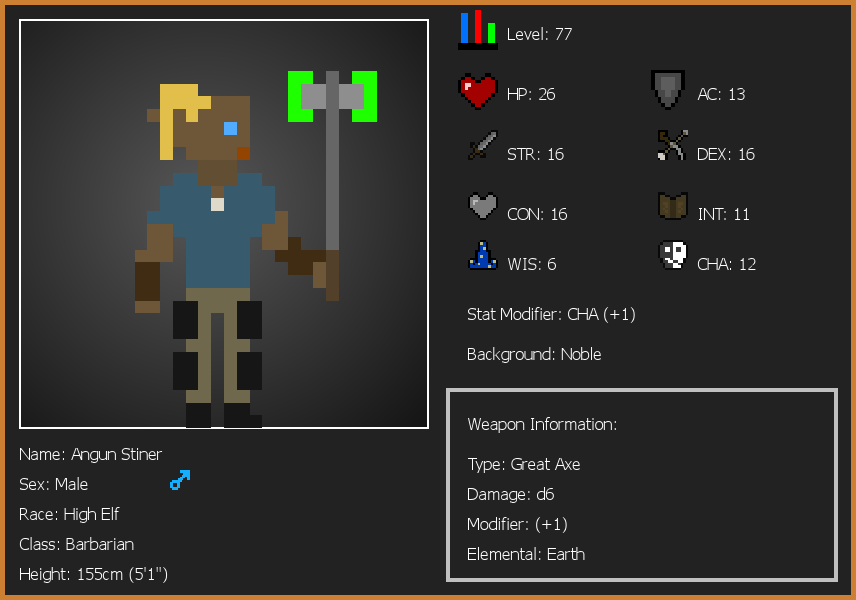 Level: 77
HP: 26
AC: 13
STR: 16
DEX: 16
CON: 16
INT: 11
WIS: 6
CHA: 12
Stat Modifier: CHA (+1)
Background: Noble
Weapon Information:
Type: Great Axe
Damage: d6
Modifier: (+1)
Elemental: Earth
Name: Angun Stiner
Sex: Male
Race: High Elf
Class: Barbarian
Height: 155cm (5'1")